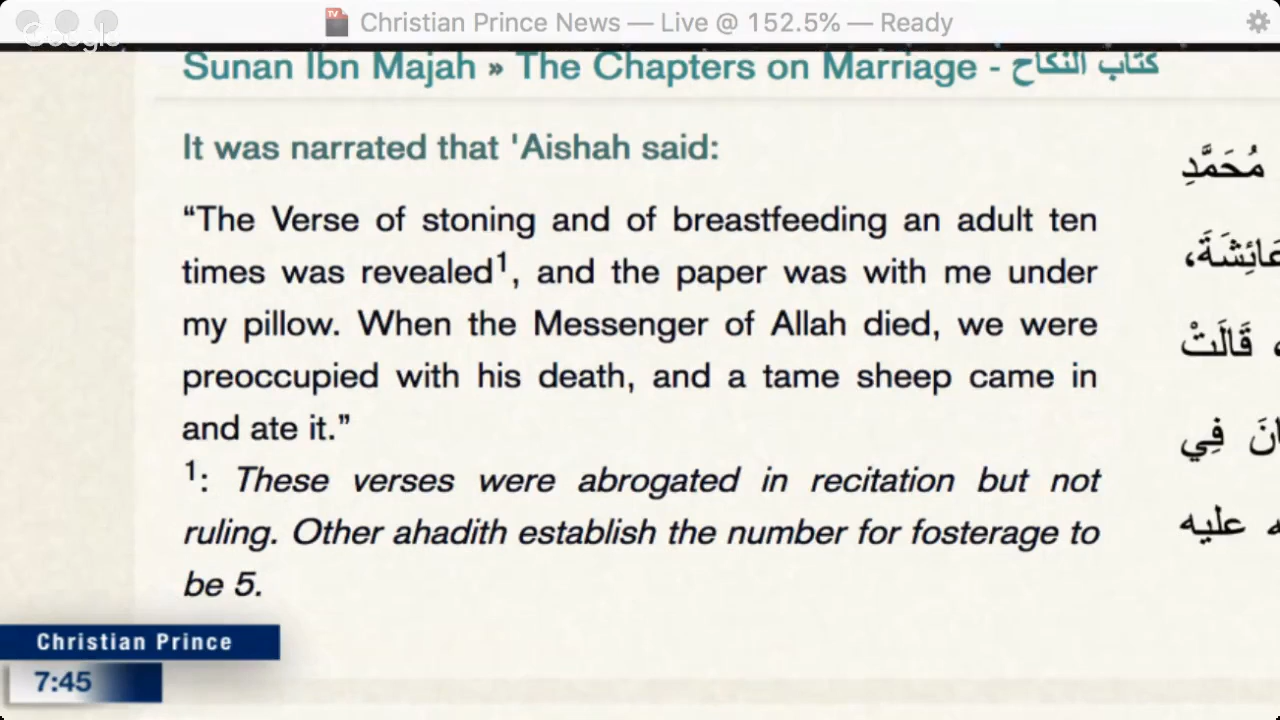 Christian Prince News — Live @ 152.5% — Ready
Google
Sunan Ibn Majah » The Chapters on Marriage - كتاب النكاح
It was narrated that 'Aishah said:
مُحَمَّدِ
“The Verse of stoning and of breastfeeding an adult ten
عَائِشَةَ،
times was revealed1, and the paper was with me under
my pillow. When the Messenger of Allah died, we were
قَالَتْ
preoccupied with his death, and a tame sheep came in
and ate it.”
فِي
1: These verses were abrogated in recitation but not
ruling. Other ahadith establish the number for fosterage to
عليه
be 5.
Christian Prince
7:45